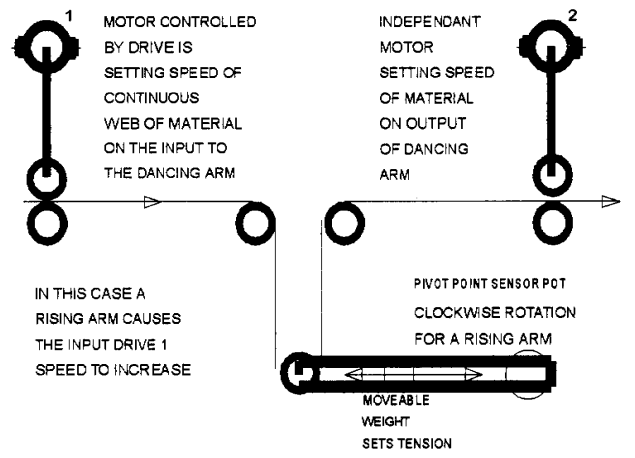 1
MOTOR CONTROLLED
BY DRIVE IS
SETTING SPEED OF
CONTINUOUS
WEB OF MATERIAL
ON THE INPUT TO
THE DANCING ARM
INDEPENDANT
MOTOR
SETTING SPEED
OF MATERIAL
ON OUTPUT
OF DANCING
ARM
2
IN THIS CASE A
RISING ARM CAUSES
THE INPUT DRIVE 1
SPEED TO INCREASE
PIVOT POINT SENSOR POT
CLOCKWISE ROTATION
FOR A RISING ARM
MOVEABLE
WEIGHT
SETS TENSION